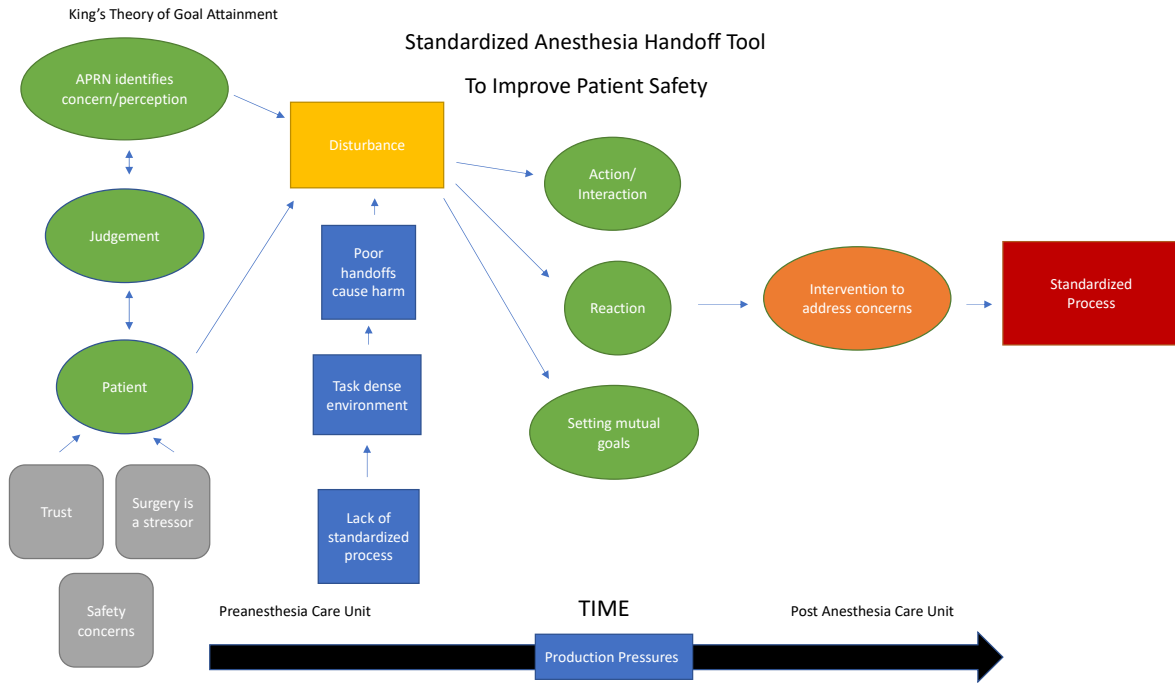 King's Theory of Goal Attainment
Standardized Anesthesia Handoff Tool
To Improve Patient Safety
APRN identifies
concern/perception
Disturbance
Action/
Interaction
Judgement
Poor
handoffs
cause harm
Reaction
Intervention to
address concerns
Standardized
Process
Patient
Task dense
environment
Setting mutual
goals
Trust
Surgery is
a stressor
Lack of
standardized
process
Safety
concerns
Preanesthesia Care Unit
TIME
Post Anesthesia Care Unit
Production Pressures